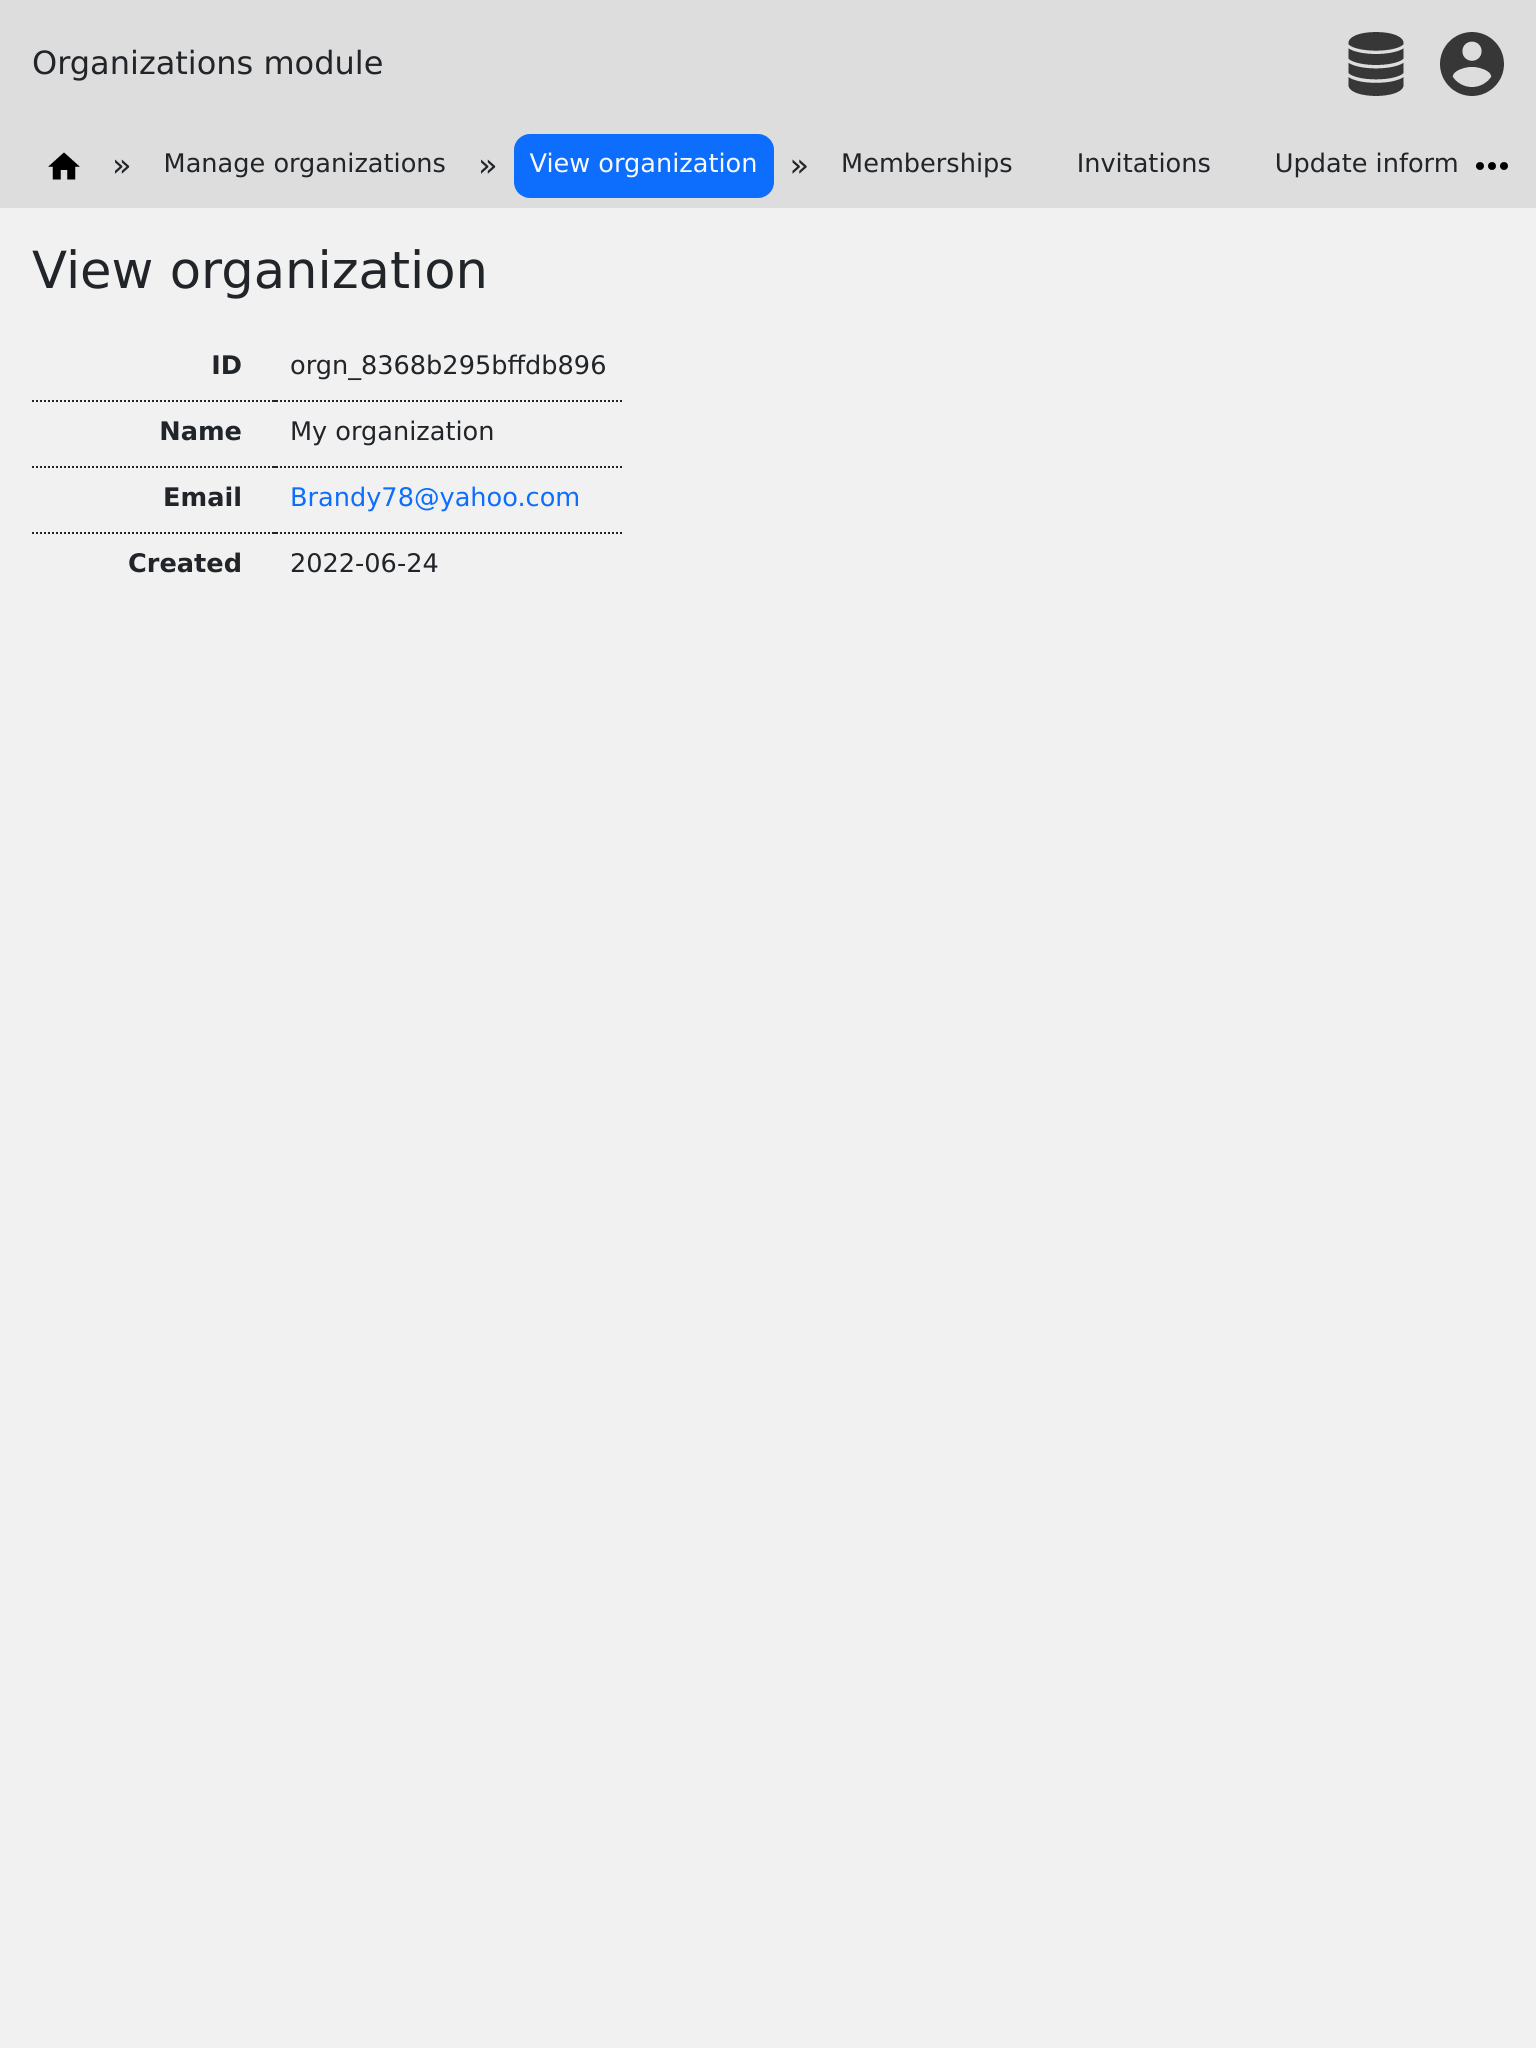 Organizations module
» Manage organizations » View organization » Memberships Invitations Update inform
View organization
ID orgn_8368b295bffdb896
Name My organization
Email Brandy78@yahoo.com
Created 2022-06-24